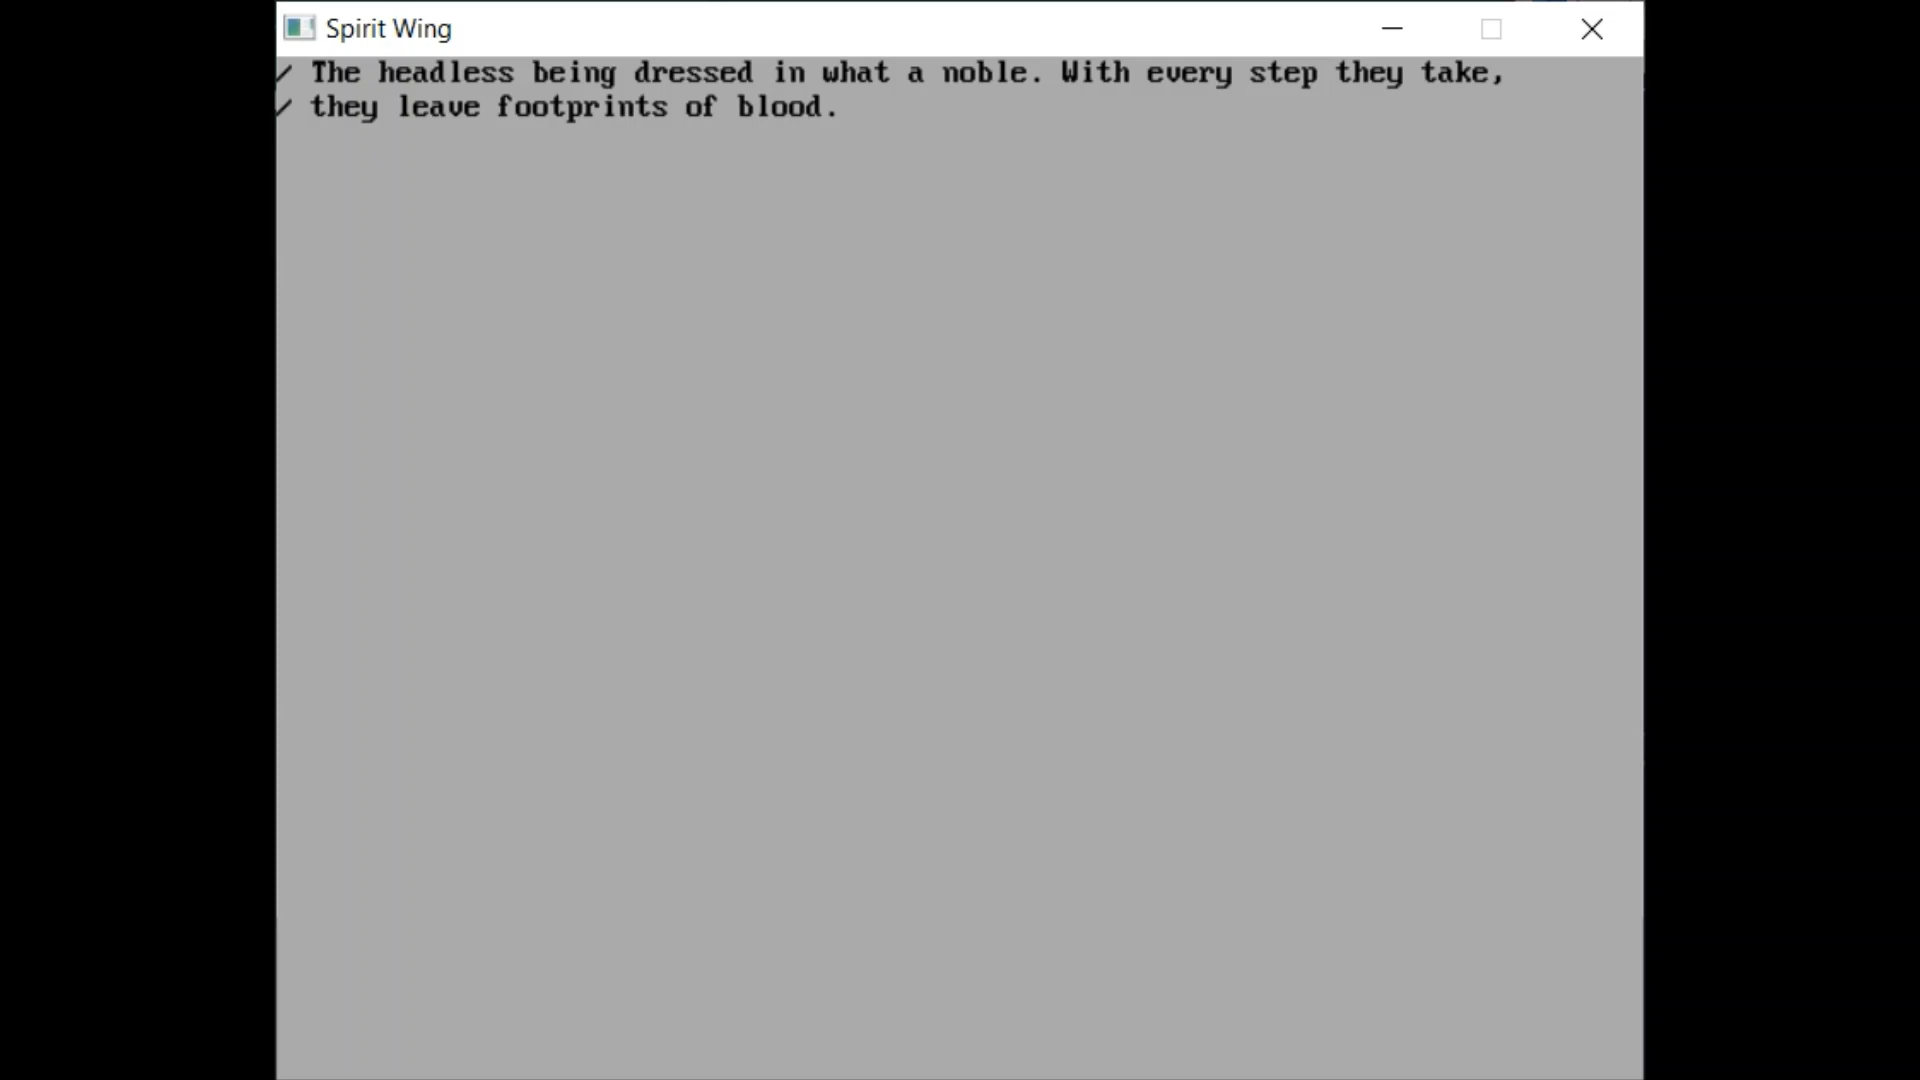 Spirit Wing
/ The headless being dressed in what a noble. With every step they take,
/ they leave footprints of blood.